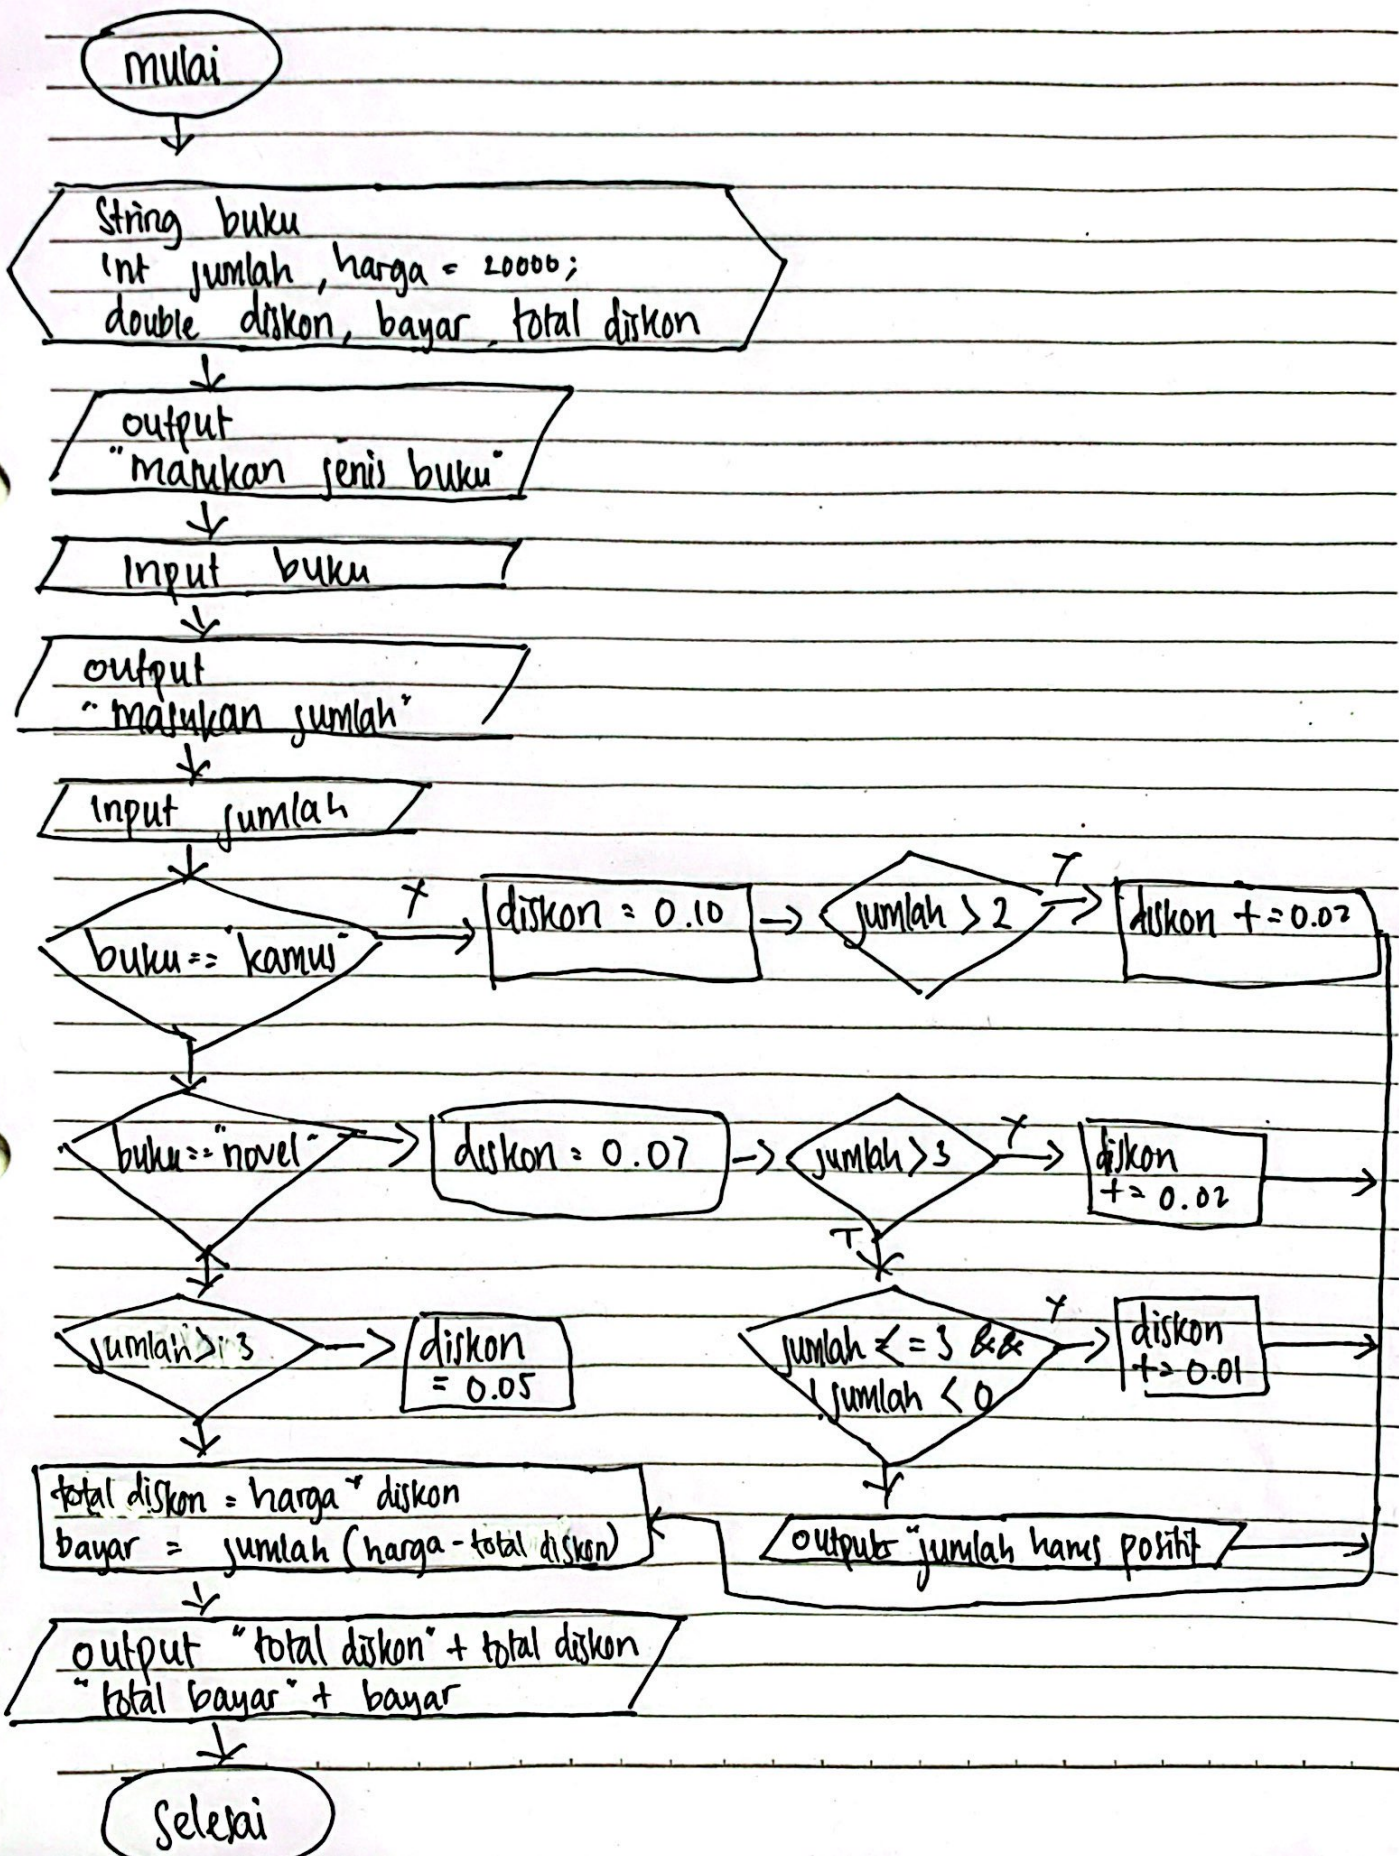 mulai
String buku
int jumlah, harga = 20000;
double diskon, bayar, total diskon
output
"masukan jenis buku"
Input buku
output
"masukan jumlah"
input jumlah
buku == "kamus"
Y
diskon = 0.10
jumlah > 2
Y
diskon += 0.02
buku == "novel"
diskon = 0.07
jumlah > 3
Y
diskon
+= 0.02
T
jumlah > 3
diskon
= 0.05
jumlah <= 3 &&
jumlah < 0
Y
diskon
+= 0.01
total diskon = harga * diskon
bayar = jumlah (harga - total diskon)
output "jumlah harus positif
output "total diskon" + total diskon
"total bayar" + bayar
Selesai